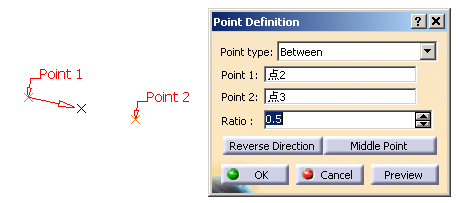 Point 1
Point 2
Point Definition
Point type: Between
Point 1: 点2
Point 2: 点3
Ratio : 0.5
Reverse Direction Middle Point
OK Cancel Preview